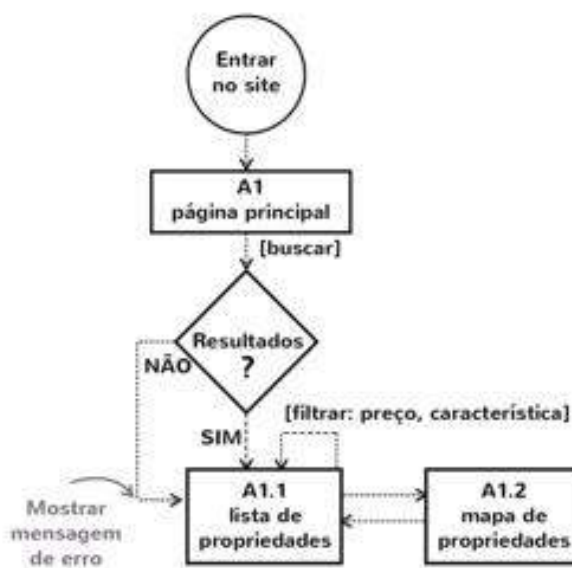 Entrar
no site
A1
página principal
[buscar]
Resultados
?
NÃO
[filtrar: preço, característica]
SIM
A1.1
lista de
propriedades
A1.2
mapa de
propriedades
Mostrar
mensagem
de erro